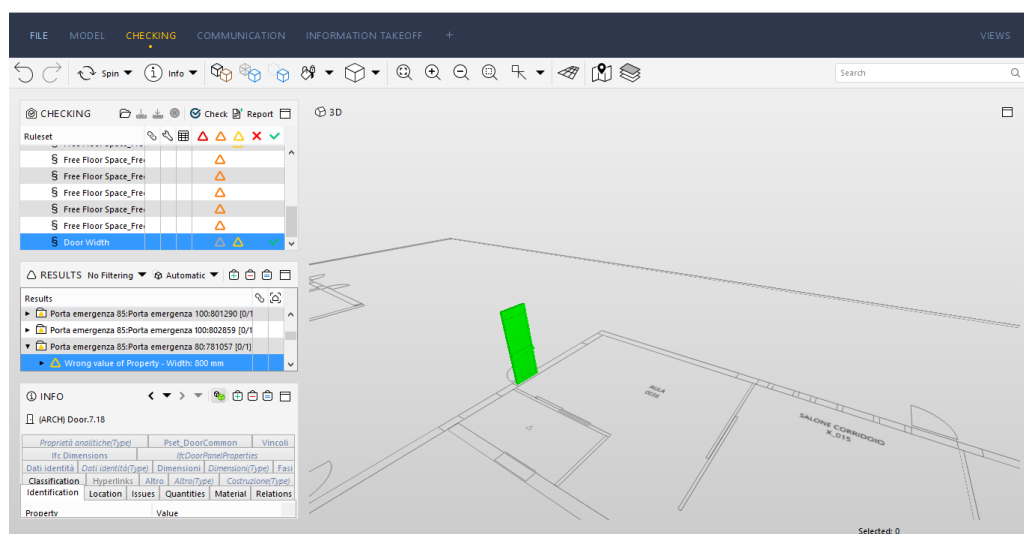 FILE MODEL CHECKING COMMUNICATION INFORMATION TAKEOFF + VIEWS
Spin Info Search
CHECKING Check Report
3D
Ruleset
§ Free Floor Space_Fre
§ Free Floor Space_Fre
§ Free Floor Space_Fre
§ Free Floor Space_Fre
§ Free Floor Space_Fre
§ Door Width
RESULTS No Filtering Automatic
Results
Porta emergenza 85:Porta emergenza 100:801290 [0/1
Porta emergenza 85:Porta emergenza 100:802859 [0/1
Porta emergenza 85:Porta emergenza 80:781057 [0/1]
Wrong value of Property - Width: 800 mm
INFO
(ARCH) Door.7.18
Proprietà analitiche(Type) Pset_DoorCommon Vincoli
Ifc Dimensions IfcDoorPanelProperties
Dati identità Dati identità(Type) Dimensioni Dimensioni(Type) Fasi
Classification Hyperlinks Altro Altro(Type) Costruzione(Type)
Identification Location Issues Quantities Material Relations
Property Value
AULA
SALONE CORRIDOIO
X_015
Selected: 0